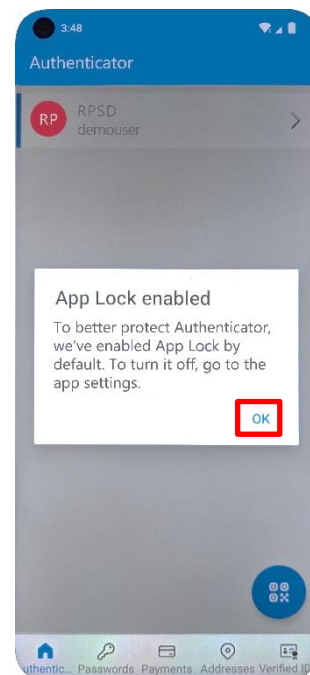 3:48
Authenticator
RP
RPSD
demouser
App Lock enabled
To better protect Authenticator,
we've enabled App Lock by
default. To turn it off, go to the
app settings.
OK
uthentic... Passwords Payments Addresses Verified ID